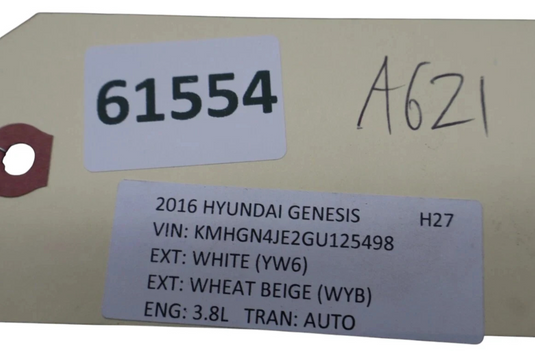 61554
A621
2016 HYUNDAI GENESIS H27
VIN: KMHGN4JE2GU125498
EXT: WHITE (YW6)
EXT: WHEAT BEIGE (WYB)
ENG: 3.8L TRAN: AUTO